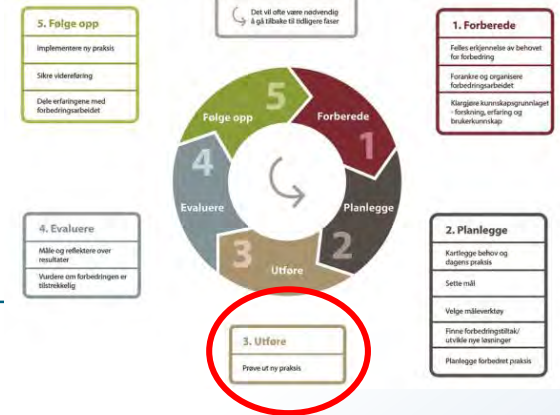 Det vil ofte være nødvendig
å gå tilbake til tidligere faser
5. Følge opp
Implementere ny praksis
Sikre videreføring
Dele erfaringene med
forbedringsarbeidet
1. Forberede
Felles erkjennelse av behovet
for forbedring
Forankre og organisere
forbedringsarbeidet
Klargjøre kunnskapsgrunnlaget
- forskning, erfaring og
brukerkunnskap
5
Følge opp
Forberede
1
4
Evaluere
Planlegge
2
3
Utføre
4. Evaluere
Måle og reflektere over
resultater
Vurdere om forbedringen er
tilstrekkelig
2. Planlegge
Kartlegge behov og
dagens praksis
Sette mål
Velge måleverktøy
Finne forbedringstiltak/
utvikle nye løsninger
Planlegge forbedret praksis
3. Utføre
Prøve ut ny praksis